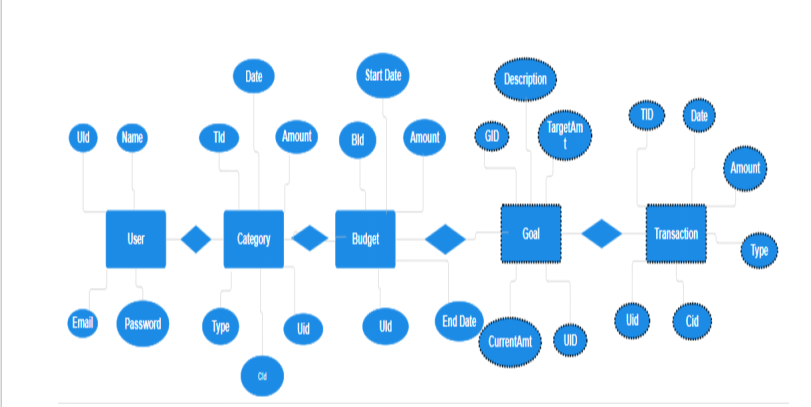 Date
Start Date
Description
UId
Name
TId
Amount
BId
Amount
GID
TargetAm
t
TID
Date
Amount
User
Category
Budget
Goal
Transaction
Type
Email
Password
Type
Uid
UId
End Date
CurrentAmt
UID
Uid
Cid
CId